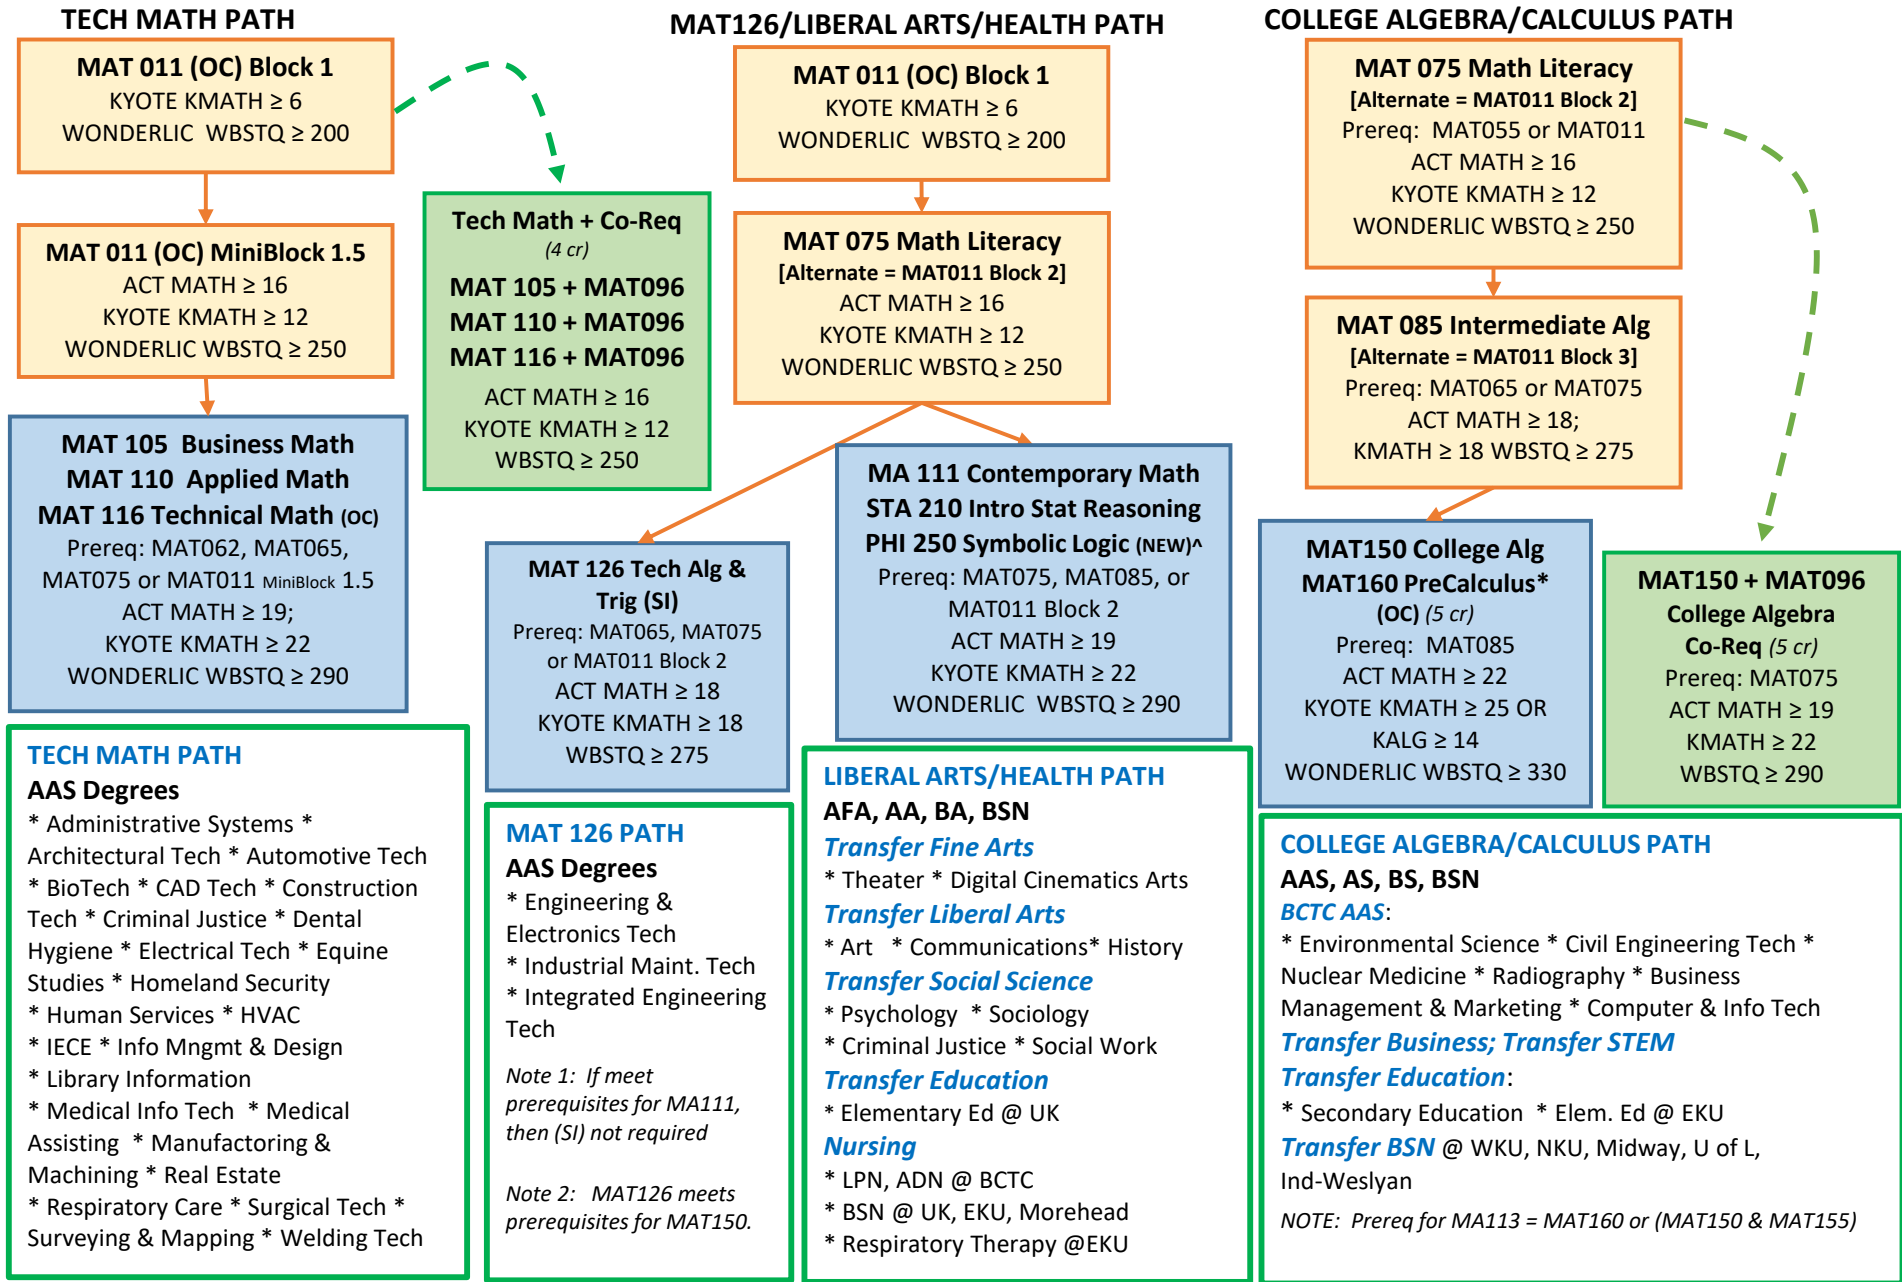 TECH MATH PATH
MAT 011 (OC) Block 1
KYOTE KMATH ≥ 6
WONDERLIC  WBSTQ ≥ 200
MAT 011 (OC) MiniBlock 1.5
ACT MATH ≥ 16
KYOTE KMATH ≥ 12
WONDERLIC WBSTQ ≥ 250
MAT 105  Business Math
MAT 110  Applied Math
MAT 116 Technical Math (OC)
Prereq: MAT062, MAT065,
MAT075 or MAT011 MiniBlock 1.5
ACT MATH ≥ 19;
KYOTE KMATH ≥ 22
WONDERLIC WBSTQ ≥ 290
Tech Math + Co-Req
(4 cr)
MAT 105 + MAT096
MAT 110 + MAT096
MAT 116 + MAT096
ACT MATH ≥ 16
KYOTE KMATH ≥ 12
WBSTQ ≥ 250
MAT126/LIBERAL ARTS/HEALTH PATH
MAT 011 (OC) Block 1
KYOTE KMATH ≥ 6
WONDERLIC  WBSTQ ≥ 200
MAT 075 Math Literacy
[Alternate = MAT011 Block 2]
ACT MATH ≥ 16
KYOTE KMATH ≥ 12
WONDERLIC WBSTQ ≥ 250
MAT 126 Tech Alg &
Trig (SI)
Prereq: MAT065, MAT075
or MAT011 Block 2
ACT MATH ≥ 18
KYOTE KMATH ≥ 18
WBSTQ ≥ 275
MA 111 Contemporary Math
STA 210 Intro Stat Reasoning
PHI 250 Symbolic Logic (NEW)^
Prereq: MAT075, MAT085, or
MAT011 Block 2
ACT MATH ≥ 19
KYOTE KMATH ≥ 22
WONDERLIC  WBSTQ ≥ 290
COLLEGE ALGEBRA/CALCULUS PATH
MAT 075 Math Literacy
[Alternate = MAT011 Block 2]
Prereq:  MAT055 or MAT011
ACT MATH ≥ 16
KYOTE KMATH ≥ 12
WONDERLIC WBSTQ ≥ 250
MAT 085 Intermediate Alg
[Alternate = MAT011 Block 3]
Prereq: MAT065 or MAT075
ACT MATH ≥ 18;
KMATH ≥ 18 WBSTQ ≥ 275
MAT150 College Alg
MAT160 PreCalculus*
(OC) (5 cr)
Prereq:  MAT085
ACT MATH ≥ 22
KYOTE KMATH ≥ 25 OR
KALG ≥ 14
WONDERLIC WBSTQ ≥ 330
MAT150 + MAT096
College Algebra
Co-Req (5 cr)
Prereq: MAT075
ACT MATH ≥ 19
KMATH ≥ 22
WBSTQ ≥ 290
TECH MATH PATH
AAS Degrees
* Administrative Systems *
Architectural Tech * Automotive Tech
* BioTech * CAD Tech * Construction
Tech * Criminal Justice * Dental
Hygiene * Electrical Tech * Equine
Studies * Homeland Security
* Human Services * HVAC
* IECE * Info Mngmt & Design
* Library Information
* Medical Info Tech  * Medical
Assisting  * Manufactoring &
Machining * Real Estate
* Respiratory Care * Surgical Tech *
Surveying & Mapping * Welding Tech
MAT 126 PATH
AAS Degrees
* Engineering &
Electronics Tech
* Industrial Maint. Tech
* Integrated Engineering
Tech
Note 1:  If meet
prerequisites for MA111,
then (SI) not required
Note 2:   MAT126 meets
prerequisites for MAT150.
LIBERAL ARTS/HEALTH PATH
AFA, AA, BA, BSN
Transfer Fine Arts
* Theater * Digital Cinematics Arts
Transfer Liberal Arts
* Art   * Communications* History
Transfer Social Science
* Psychology  * Sociology
* Criminal Justice * Social Work
Transfer Education
* Elementary Ed @ UK
Nursing
* LPN, ADN @ BCTC
* BSN @ UK, EKU, Morehead
* Respiratory Therapy @EKU
COLLEGE ALGEBRA/CALCULUS PATH
AAS, AS, BS, BSN
BCTC AAS:
* Environmental Science * Civil Engineering Tech *
Nuclear Medicine * Radiography * Business
Management & Marketing * Computer & Info Tech
Transfer Business; Transfer STEM
Transfer Education:
* Secondary Education  * Elem. Ed @ EKU
Transfer BSN @ WKU, NKU, Midway, U of L,
Ind-Weslyan
NOTE:  Prereq for MA113 = MAT160 or (MAT150 & MAT155)